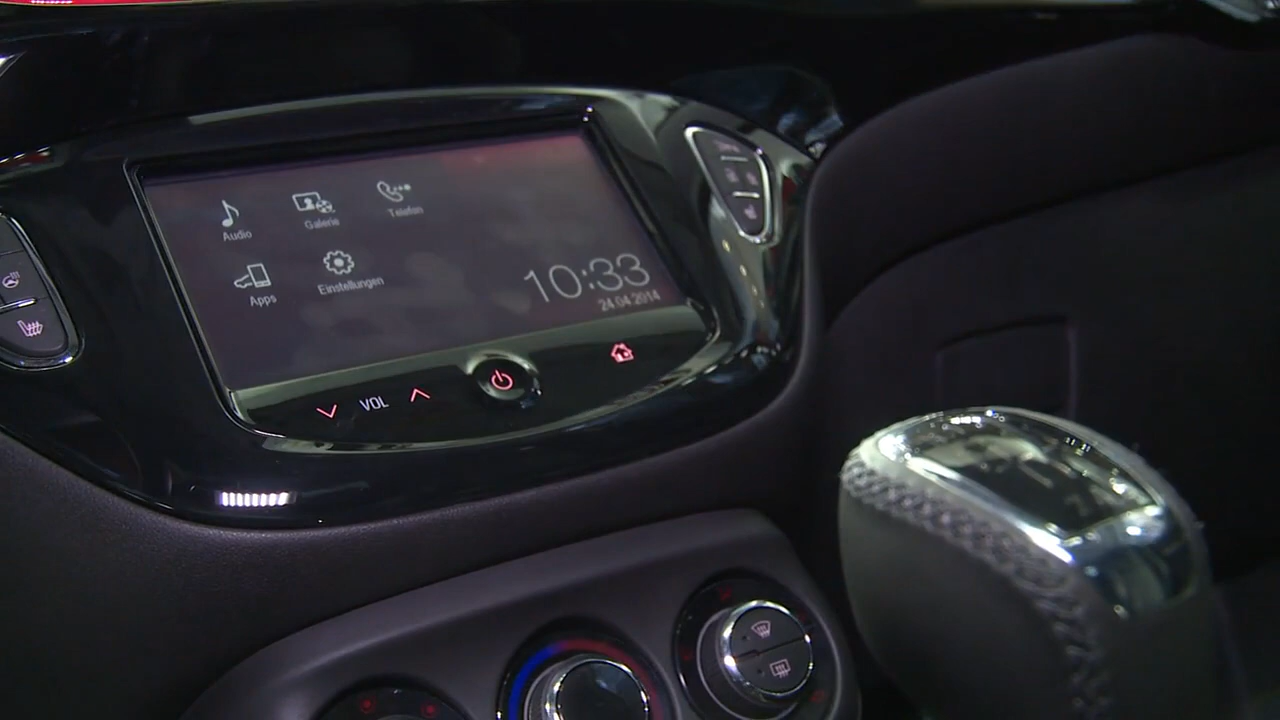 Audio
Galerie
Telefon
Apps
Einstellungen
10:33
24 04 2014
VOL